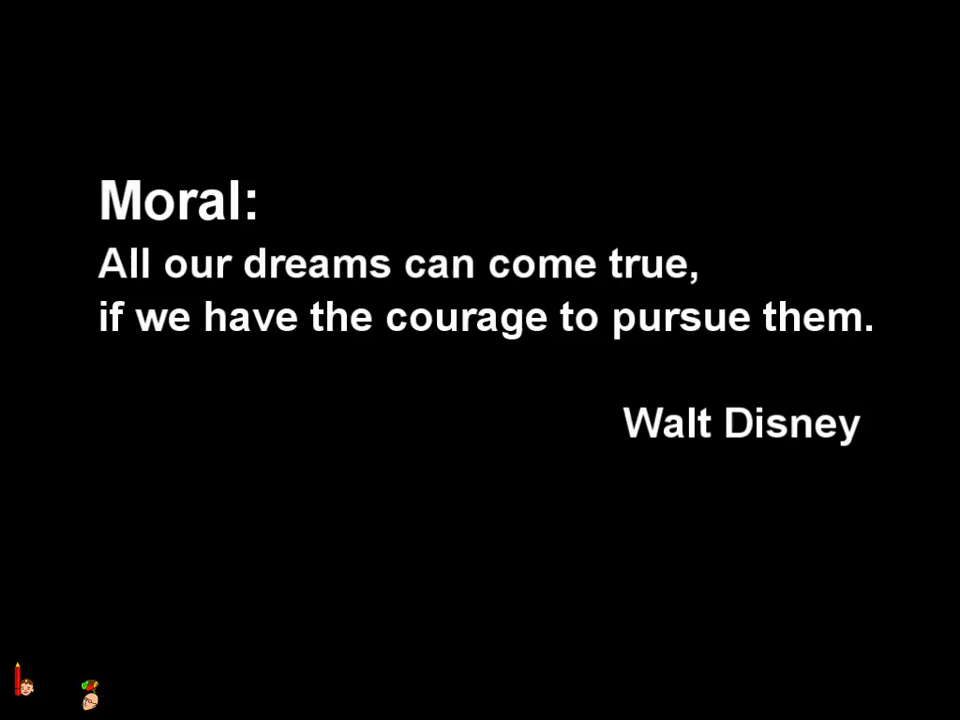 Moral:
All our dreams can come true,
if we have the courage to pursue them.
Walt Disney